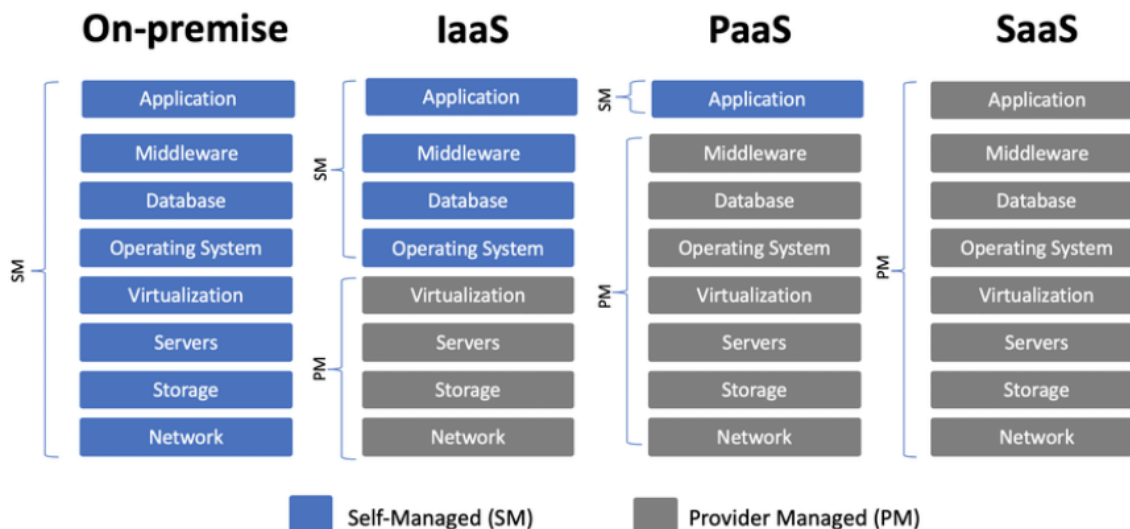 On-premise IaaS PaaS SaaS
Application Application SM Application Application
Middleware Middleware Middleware Middleware
SM
Database Database Database Database
Operating System Operating System Operating System Operating System
SM PM
Virtualization Virtualization PM Virtualization Virtualization
Servers Servers Servers Servers
PM
Storage Storage Storage Storage
Network Network Network Network
Self-Managed (SM) Provider Managed (PM)